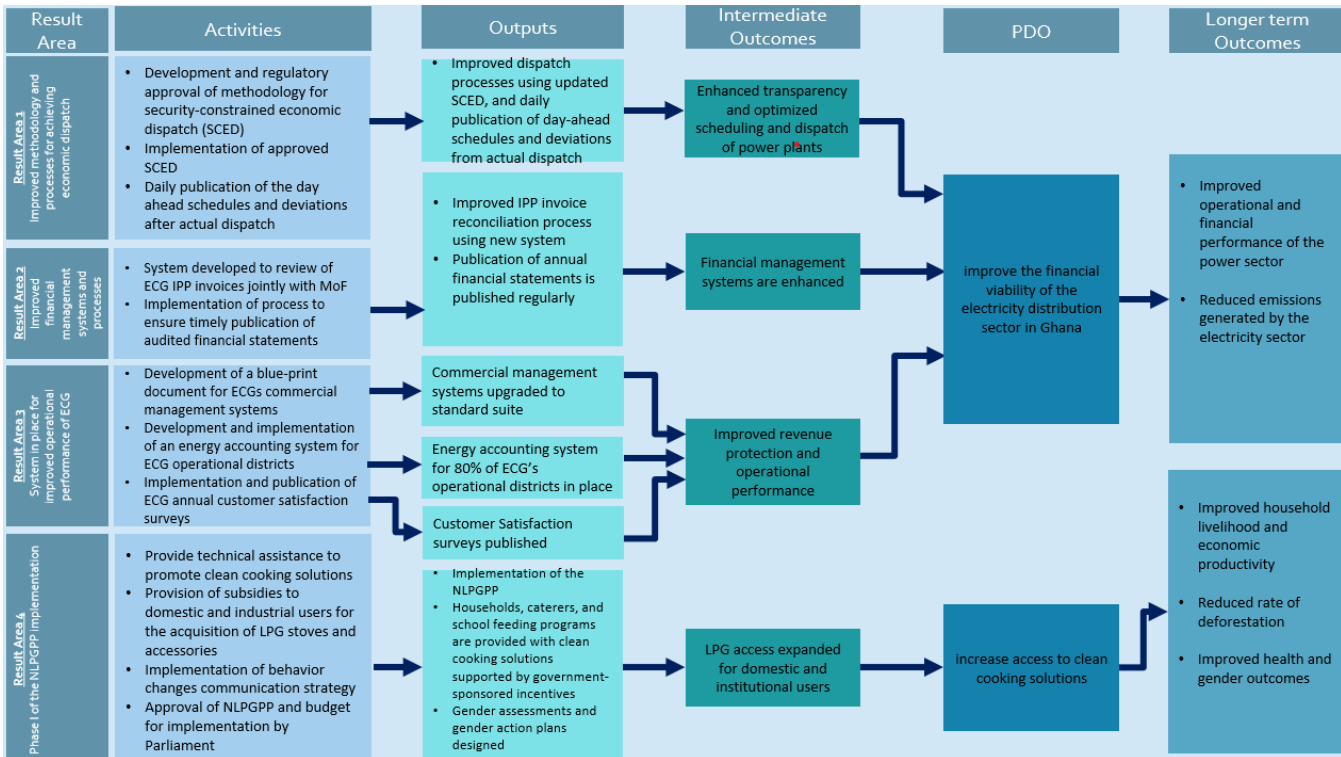 Result
Area
Activities
Outputs
Intermediate
Outcomes
PDO
Longer term
Outcomes
Result Area 1
Improved methodology and
processes for achieving
economic dispatch
• Development and regulatory
approval of methodology for
security-constrained economic
dispatch (SCED)
• Implementation of approved
SCED
• Daily publication of the day
ahead schedules and deviations
after actual dispatch
• Improved dispatch
processes using updated
SCED, and daily
publication of day-ahead
schedules and deviations
from actual dispatch
Enhanced transparency
and optimized
scheduling and dispatch
of power plants
Result Area 2
Improved
financial
management
systems and
processes
• System developed to review of
ECG IPP invoices jointly with MoF
• Implementation of process to
ensure timely publication of
audited financial statements
• Improved IPP invoice
reconciliation process
using new system
• Publication of annual
financial statements is
published regularly
Financial management
systems are enhanced
improve the financial
viability of the
electricity distribution
sector in Ghana
• Improved
operational and
financial
performance of the
power sector
• Reduced emissions
generated by the
electricity sector
Result Area 3
System in place for
improved operational
performance of ECG
• Development of a blue-print
document for ECGs commercial
management systems
• Development and implementation
of an energy accounting system for
ECG operational districts
• Implementation and publication of
ECG annual customer satisfaction
surveys
Commercial management
systems upgraded to
standard suite
Energy accounting system
for 80% of ECG's
operational districts in place
Customer Satisfaction
surveys published
Improved revenue
protection and
operational
performance
Result Area 4
Phase I of the NLPGPP implementation
• Provide technical assistance to
promote clean cooking solutions
• Provision of subsidies to
domestic and industrial users for
the acquisition of LPG stoves and
accessories
• Implementation of behavior
changes communication strategy
• Approval of NLPGPP and budget
for implementation by
Parliament
• Implementation of the
NLPGPP
• Households, caterers, and
school feeding programs
are provided with clean
cooking solutions
supported by government-
sponsored incentives
• Gender assessments and
gender action plans
designed
LPG access expanded
for domestic and
institutional users
increase access to clean
cooking solutions
• Improved household
livelihood and
economic
productivity
• Reduced rate of
deforestation
• Improved health and
gender outcomes